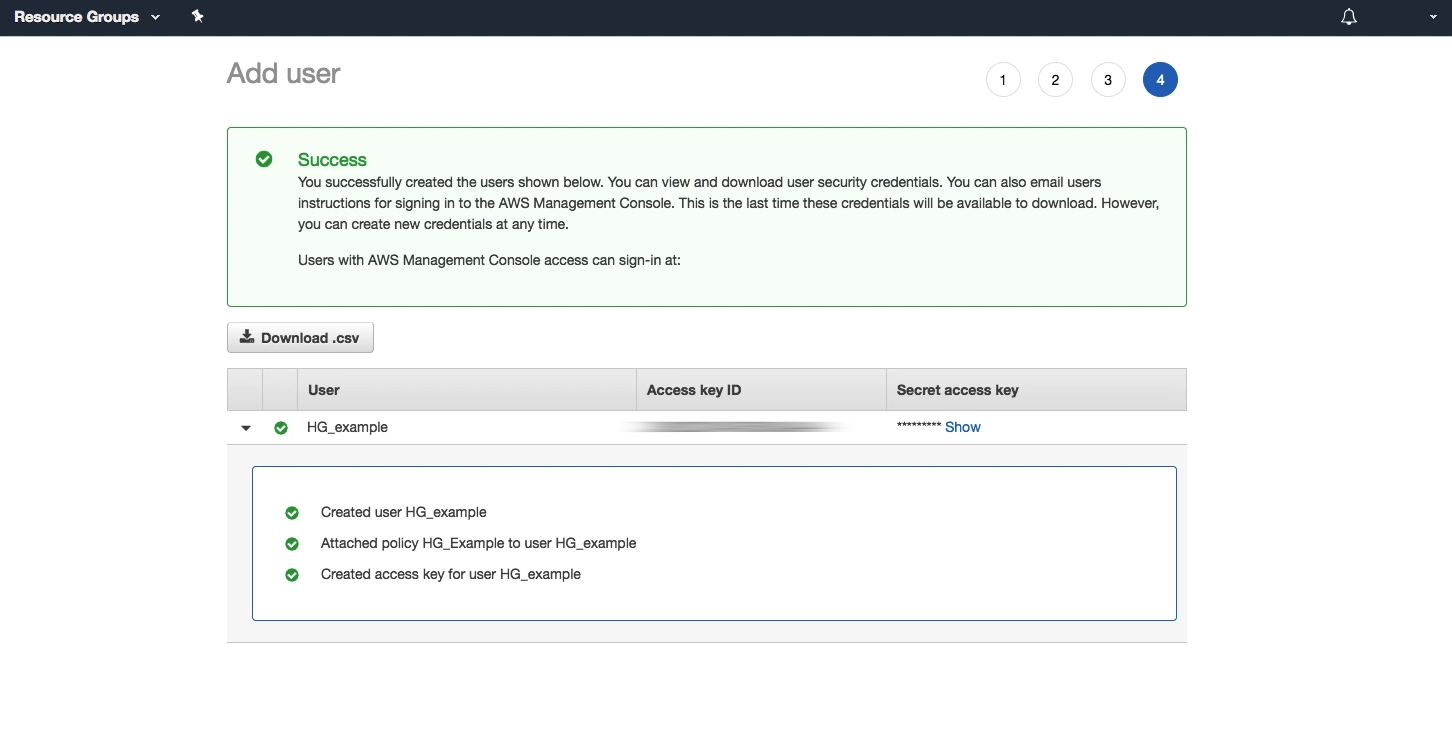 Resource Groups
Add user
1 2 3 4
Success
You successfully created the users shown below. You can view and download user security credentials. You can also email users
instructions for signing in to the AWS Management Console. This is the last time these credentials will be available to download. However,
you can create new credentials at any time.
Users with AWS Management Console access can sign-in at:
Download .csv
User Access key ID Secret access key
HG_example ********* Show
Created user HG_example
Attached policy HG_Example to user HG_example
Created access key for user HG_example